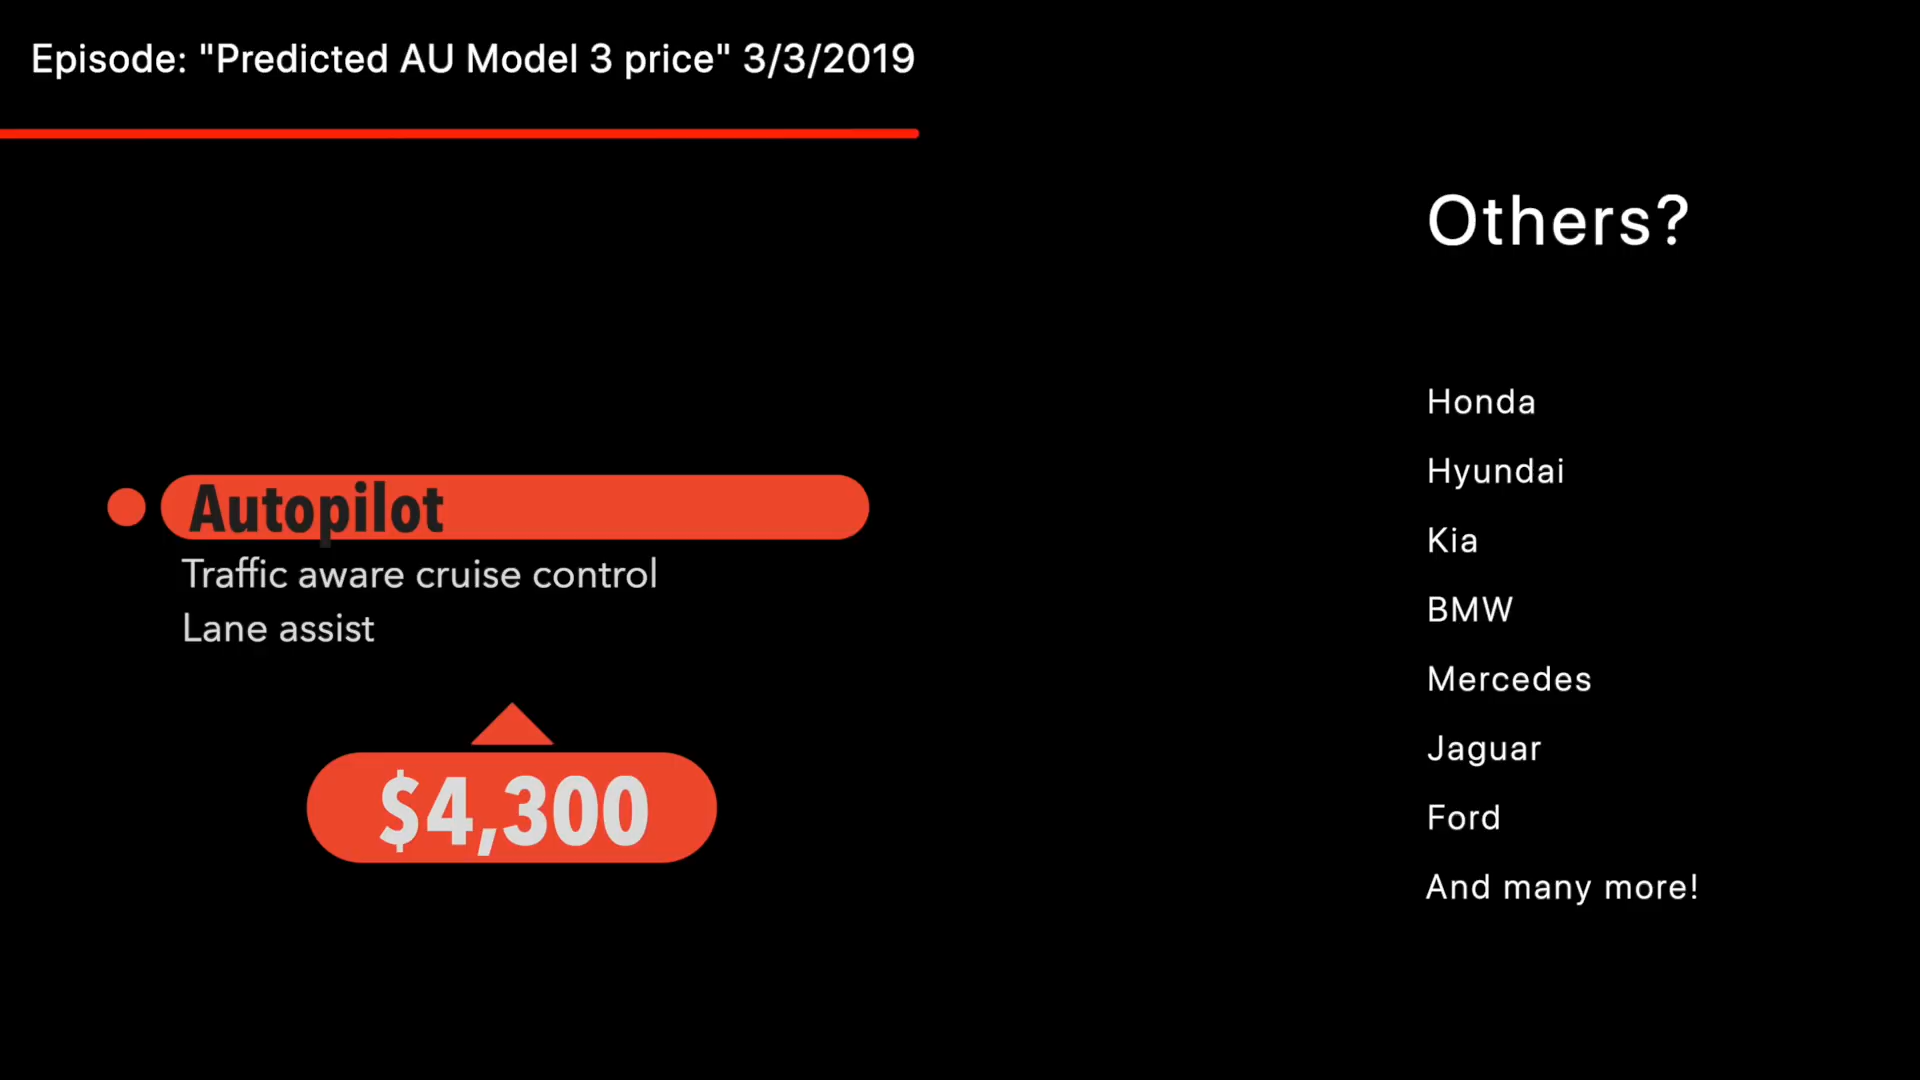 Episode: "Predicted AU Model 3 price" 3/3/2019
Autopilot
Traffic aware cruise control
Lane assist
$4,300
Others?
Honda
Hyundai
Kia
BMW
Mercedes
Jaguar
Ford
And many more!